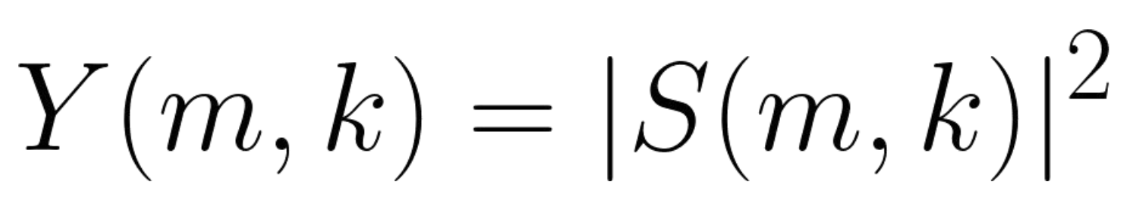 Y(m, k) = |S(m, k)|²